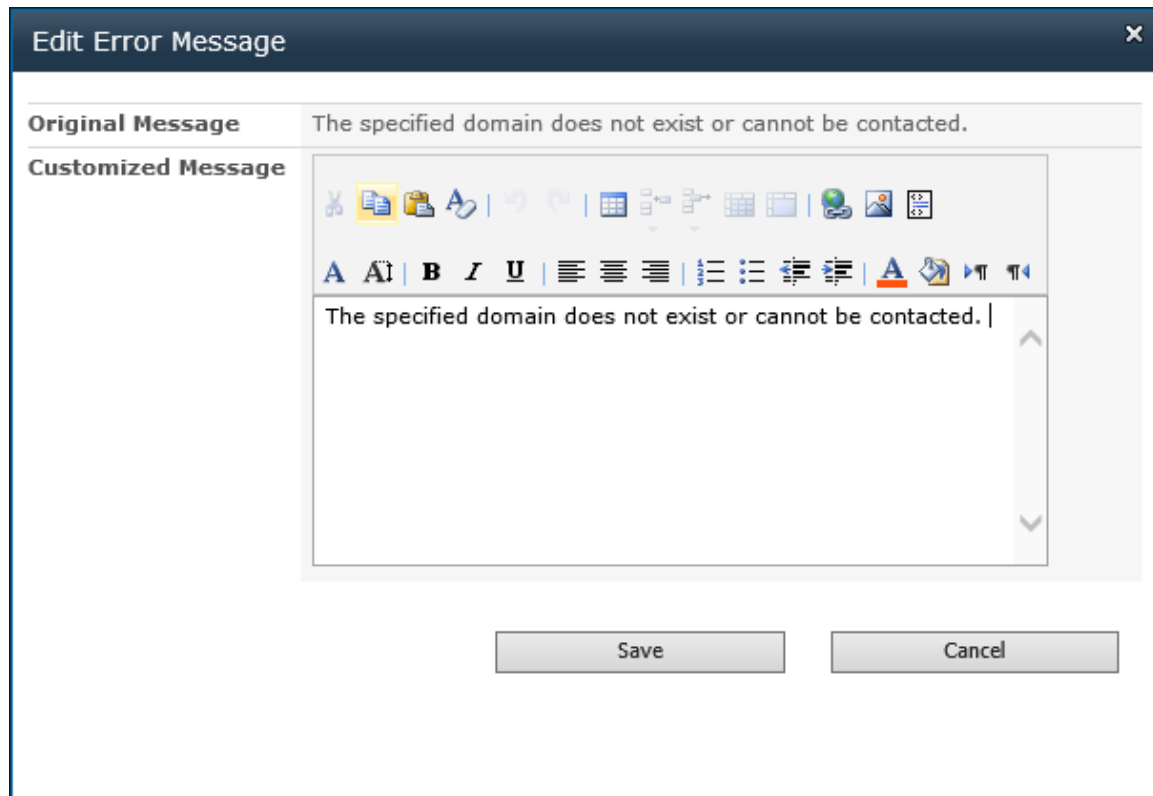 Edit Error Message
Original Message The specified domain does not exist or cannot be contacted.
Customized Message
The specified domain does not exist or cannot be contacted.
Save Cancel